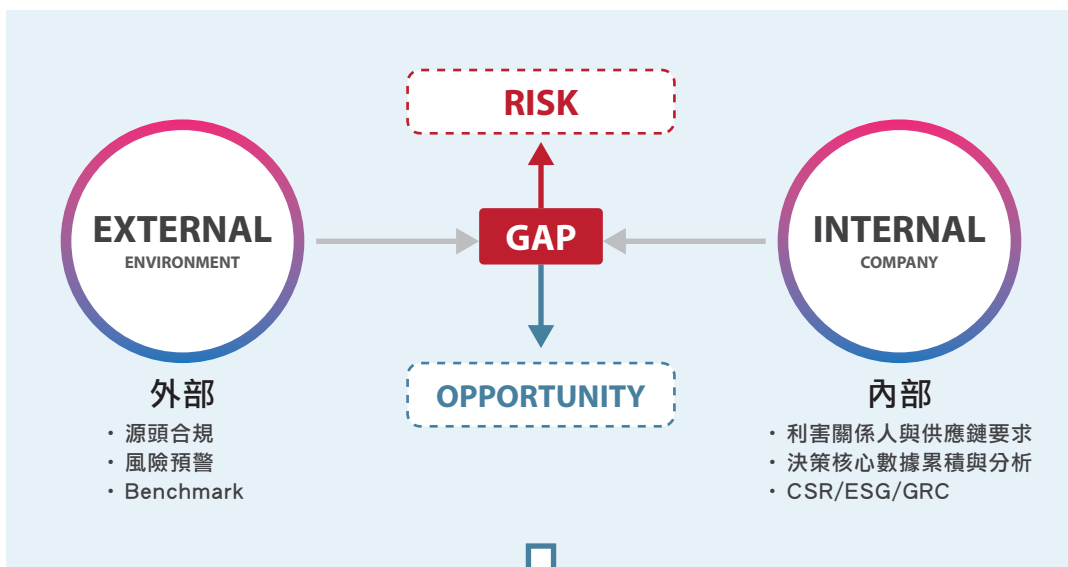 RISK
EXTERNAL
ENVIRONMENT
GAP
INTERNAL
COMPANY
OPPORTUNITY
外部
・源頭合規
・風險預警
・Benchmark
內部
・利害關係人與供應鏈要求
・決策核心數據累積與分析
・CSR/ESG/GRC